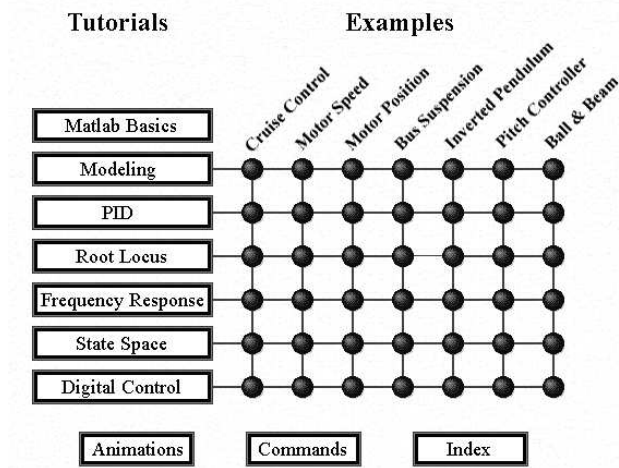 Tutorials
Examples
Cruise Control
Motor Speed
Motor Position
Bus Suspension
Inverted Pendulum
Pitch Controller
Ball & Beam
Matlab Basics
Modeling
PID
Root Locus
Frequency Response
State Space
Digital Control
Animations
Commands
Index